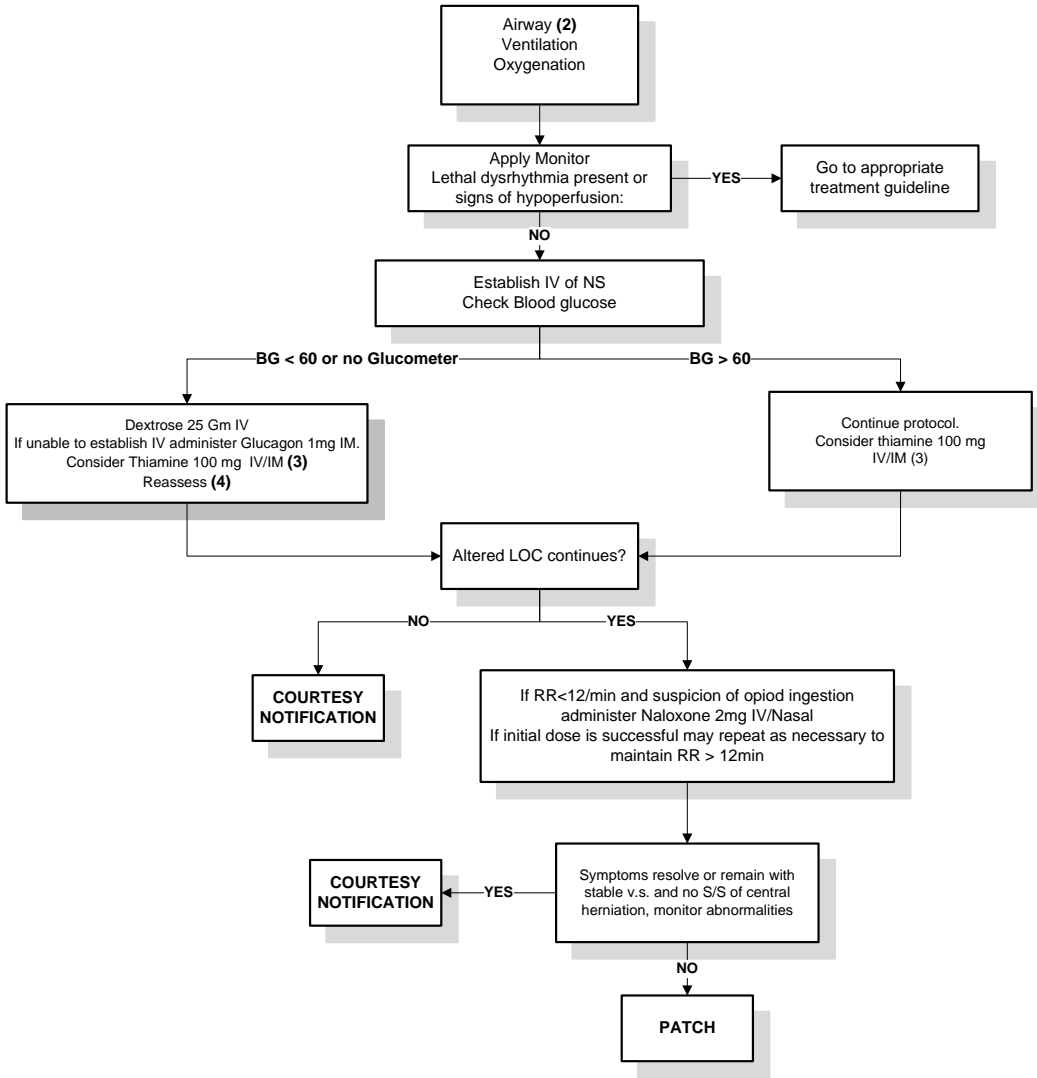 Airway (2)
Ventilation
Oxygenation
Apply Monitor
Lethal dysrhythmia present or
signs of hypoperfusion:
YES
Go to appropriate
treatment guideline
NO
Establish IV of NS
Check Blood glucose
BG < 60 or no Glucometer
BG > 60
Dextrose 25 Gm IV
If unable to establish IV administer Glucagon 1mg IM.
Consider Thiamine 100 mg IV/IM (3)
Reassess (4)
Continue protocol.
Consider thiamine 100 mg
IV/IM (3)
Altered LOC continues?
NO
YES
COURTESY
NOTIFICATION
If RR<12/min and suspicion of opiod ingestion
administer Naloxone 2mg IV/Nasal
If initial dose is successful may repeat as necessary to
maintain RR > 12min
Symptoms resolve or remain with
stable v.s. and no S/S of central
herniation, monitor abnormalities
YES
COURTESY
NOTIFICATION
NO
PATCH